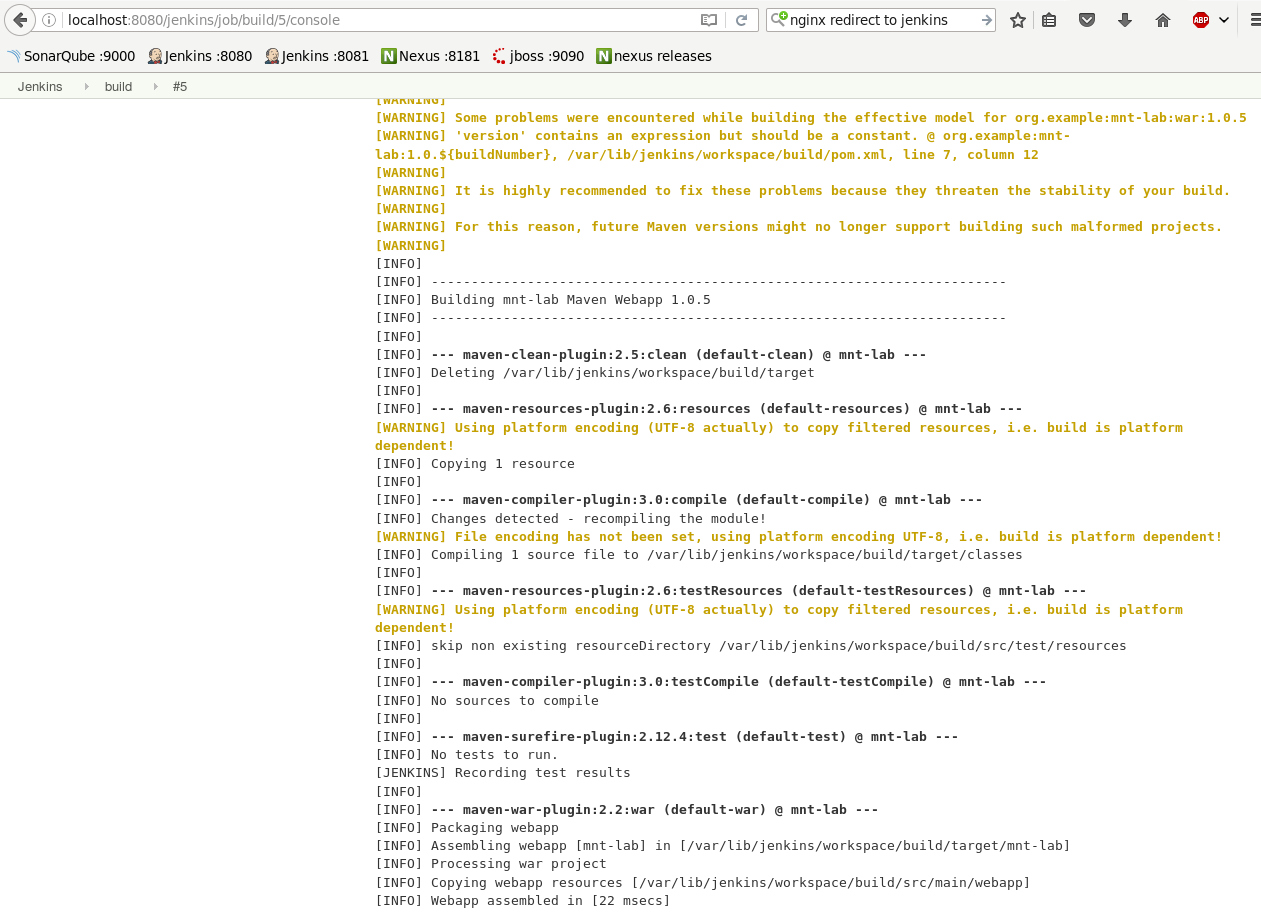 localhost:8080/jenkins/job/build/5/console
nginx redirect to jenkins
ABP
SonarQube :9000 Jenkins :8080 Jenkins :8081 N Nexus :8181 jboss :9090 N nexus releases
Jenkins build #5
[WARNING]
[WARNING] Some problems were encountered while building the effective model for org.example:mnt-lab:war:1.0.5
[WARNING] 'version' contains an expression but should be a constant. @ org.example:mnt-
lab:1.0.${buildNumber}, /var/lib/jenkins/workspace/build/pom.xml, line 7, column 12
[WARNING]
[WARNING] It is highly recommended to fix these problems because they threaten the stability of your build.
[WARNING]
[WARNING] For this reason, future Maven versions might no longer support building such malformed projects.
[WARNING]
[INFO]
[INFO] ------------------------------------------------------------------------
[INFO] Building mnt-lab Maven Webapp 1.0.5
[INFO] ------------------------------------------------------------------------
[INFO]
[INFO] --- maven-clean-plugin:2.5:clean (default-clean) @ mnt-lab ---
[INFO] Deleting /var/lib/jenkins/workspace/build/target
[INFO]
[INFO] --- maven-resources-plugin:2.6:resources (default-resources) @ mnt-lab ---
[WARNING] Using platform encoding (UTF-8 actually) to copy filtered resources, i.e. build is platform
dependent!
[INFO] Copying 1 resource
[INFO]
[INFO] --- maven-compiler-plugin:3.0:compile (default-compile) @ mnt-lab ---
[INFO] Changes detected - recompiling the module!
[WARNING] File encoding has not been set, using platform encoding UTF-8, i.e. build is platform dependent!
[INFO] Compiling 1 source file to /var/lib/jenkins/workspace/build/target/classes
[INFO]
[INFO] --- maven-resources-plugin:2.6:testResources (default-testResources) @ mnt-lab ---
[WARNING] Using platform encoding (UTF-8 actually) to copy filtered resources, i.e. build is platform
dependent!
[INFO] skip non existing resourceDirectory /var/lib/jenkins/workspace/build/src/test/resources
[INFO]
[INFO] --- maven-compiler-plugin:3.0:testCompile (default-testCompile) @ mnt-lab ---
[INFO] No sources to compile
[INFO]
[INFO] --- maven-surefire-plugin:2.12.4:test (default-test) @ mnt-lab ---
[INFO] No tests to run.
[JENKINS] Recording test results
[INFO]
[INFO] --- maven-war-plugin:2.2:war (default-war) @ mnt-lab ---
[INFO] Packaging webapp
[INFO] Assembling webapp [mnt-lab] in [/var/lib/jenkins/workspace/build/target/mnt-lab]
[INFO] Processing war project
[INFO] Copying webapp resources [/var/lib/jenkins/workspace/build/src/main/webapp]
[INFO] Webapp assembled in [22 msecs]